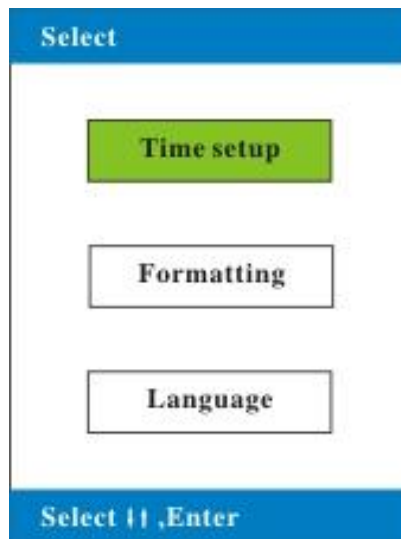 Select
Time setup
Formatting
Language
Select ↓↑ ,Enter